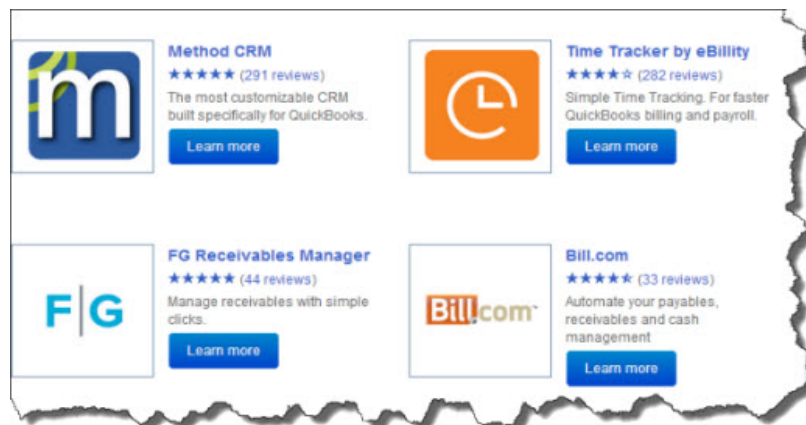 m
Method CRM
★★★★★ (291 reviews)
The most customizable CRM
built specifically for QuickBooks.
Learn more
Time Tracker by eBillity
★★★★☆ (282 reviews)
Simple Time Tracking. For faster
QuickBooks billing and payroll.
Learn more
F|G
FG Receivables Manager
★★★★★ (44 reviews)
Manage receivables with simple
clicks.
Learn more
Bill.com
Bill.com
★★★★⯪ (33 reviews)
Automate your payables,
receivables and cash
management
Learn more